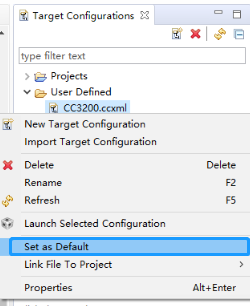 Target Configurations
type filter text
Projects
User Defined
CC3200.ccxml
New Target Configuration
Import Target Configuration
Delete Delete
Rename F2
Refresh F5
Launch Selected Configuration
Set as Default
Link File To Project
Properties Alt+Enter